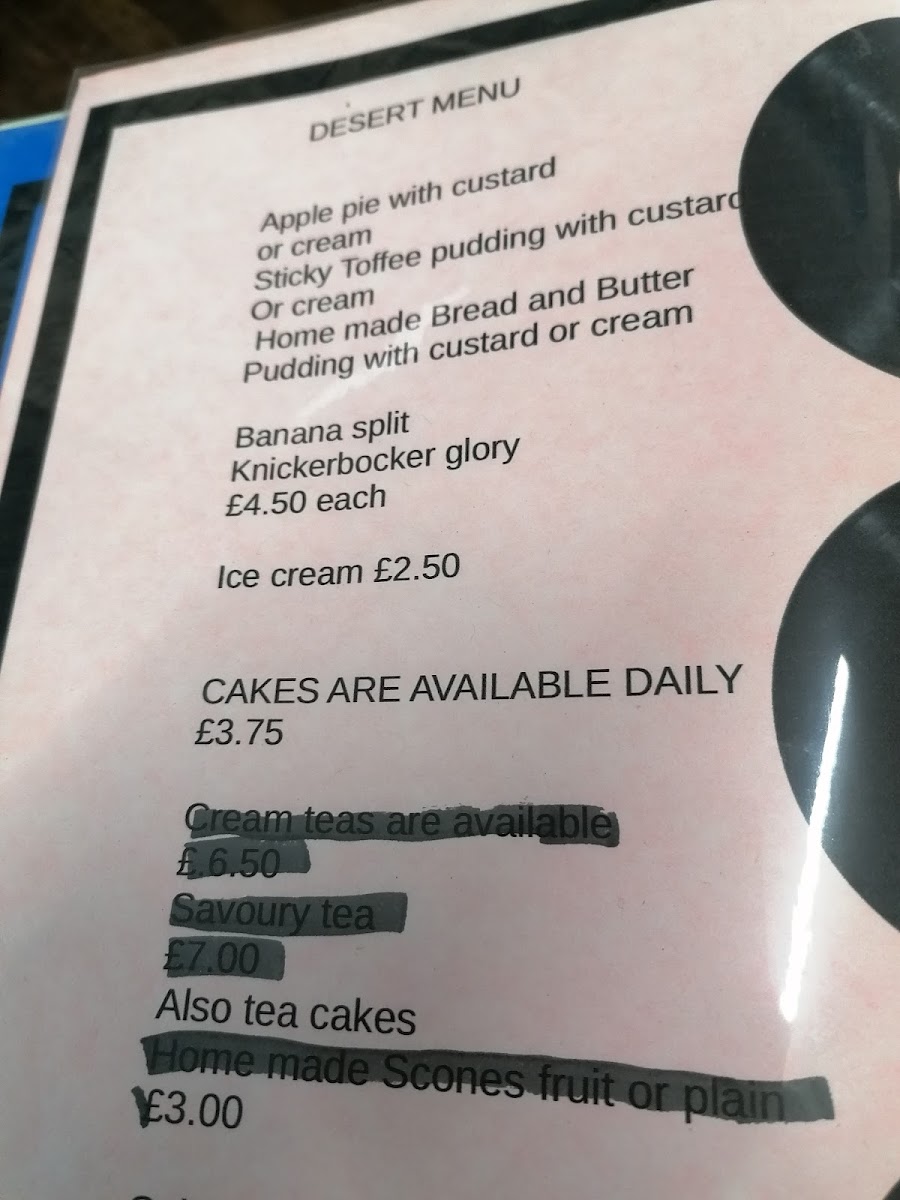 DESERT MENU
Apple pie with custard
or cream
Sticky Toffee pudding with custard
Or cream
Home made Bread and Butter
Pudding with custard or cream
Banana split
Knickerbocker glory
£4.50 each
Ice cream £2.50
CAKES ARE AVAILABLE DAILY
£3.75
Cream teas are available
£.6.50
Savoury tea
£7.00
Also tea cakes
Home made Scones fruit or plain
£3.00